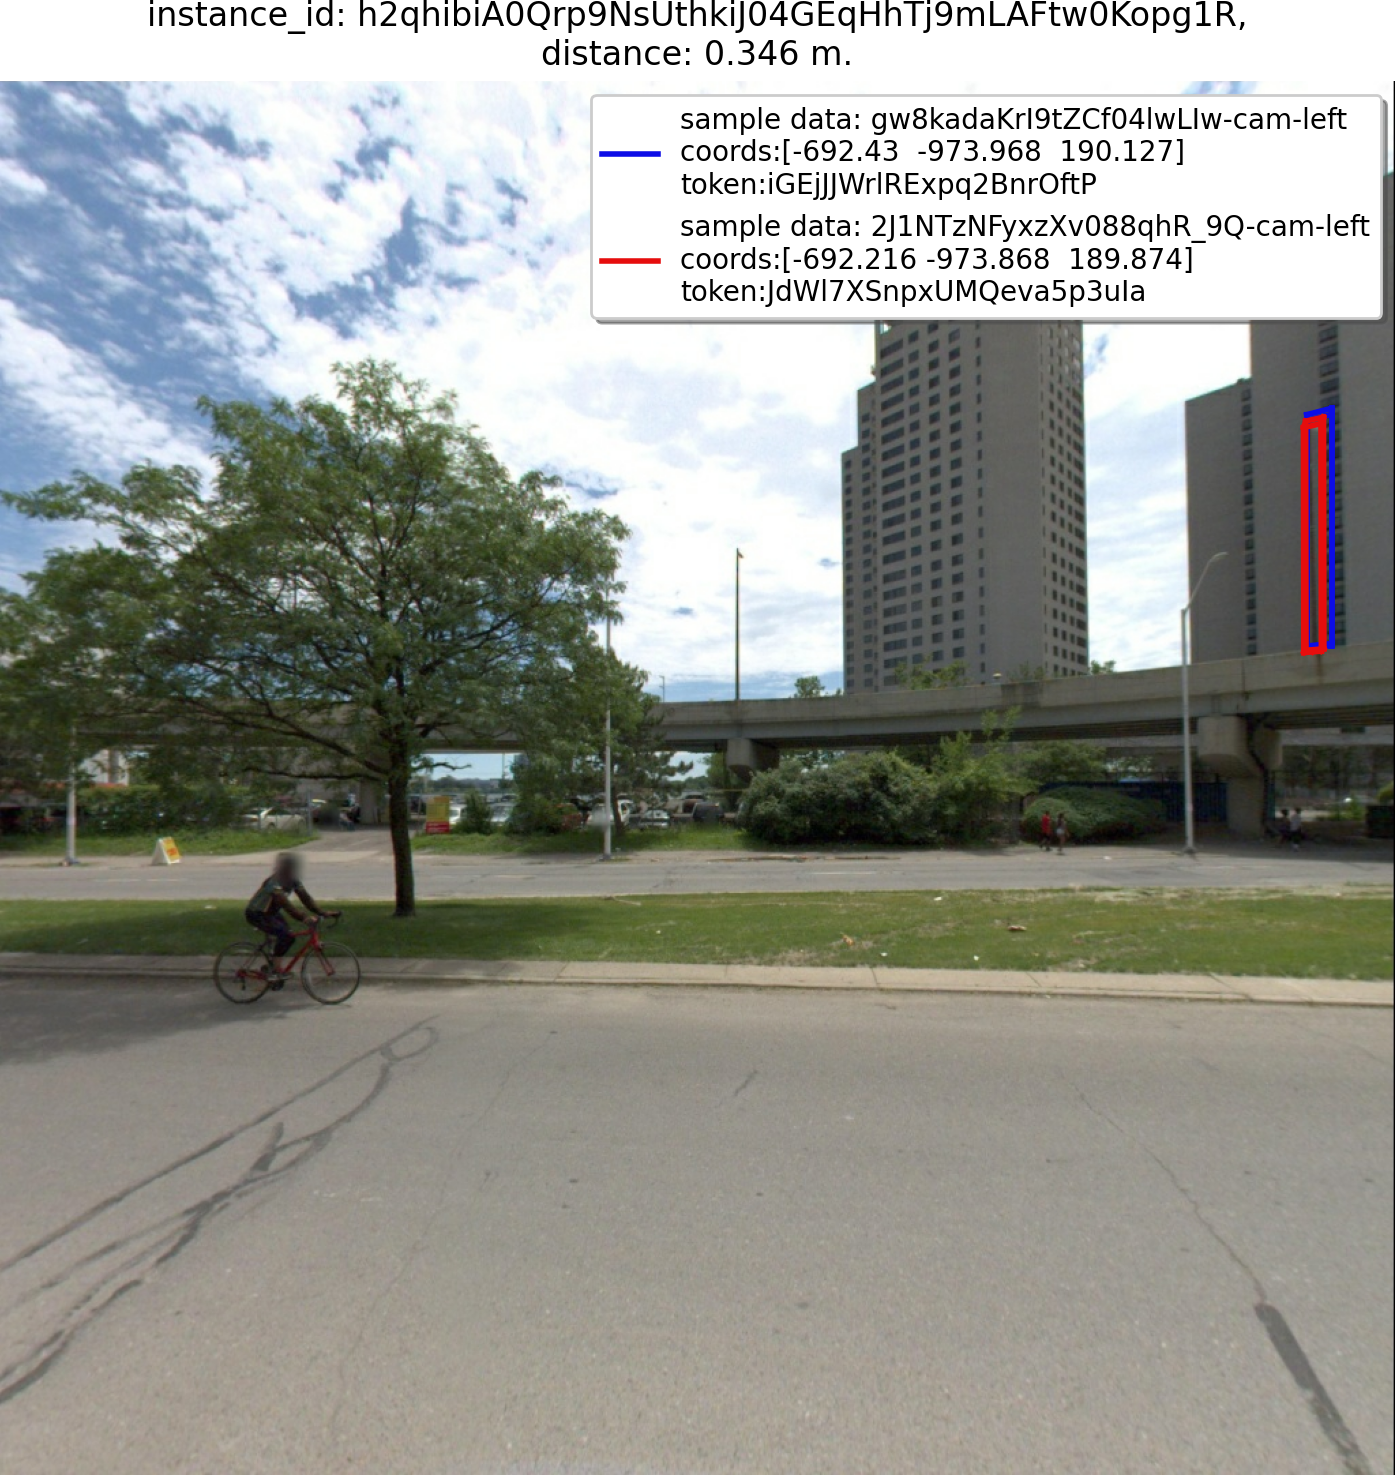 instance_id: h2qhibiA0Qrp9NsUthkiJ04GEqHhTj9mLAFtw0Kopg1R,
distance: 0.346 m.
sample data: gw8kadaKrI9tZCf04lwLIw-cam-left
coords:[-692.43  -973.968  190.127]
token:iGEjJJWrlRExpq2BnrOftP
sample data: 2J1NTzNFyxzXv088qhR_9Q-cam-left
coords:[-692.216 -973.868  189.874]
token:JdWl7XSnpxUMQeva5p3uIa